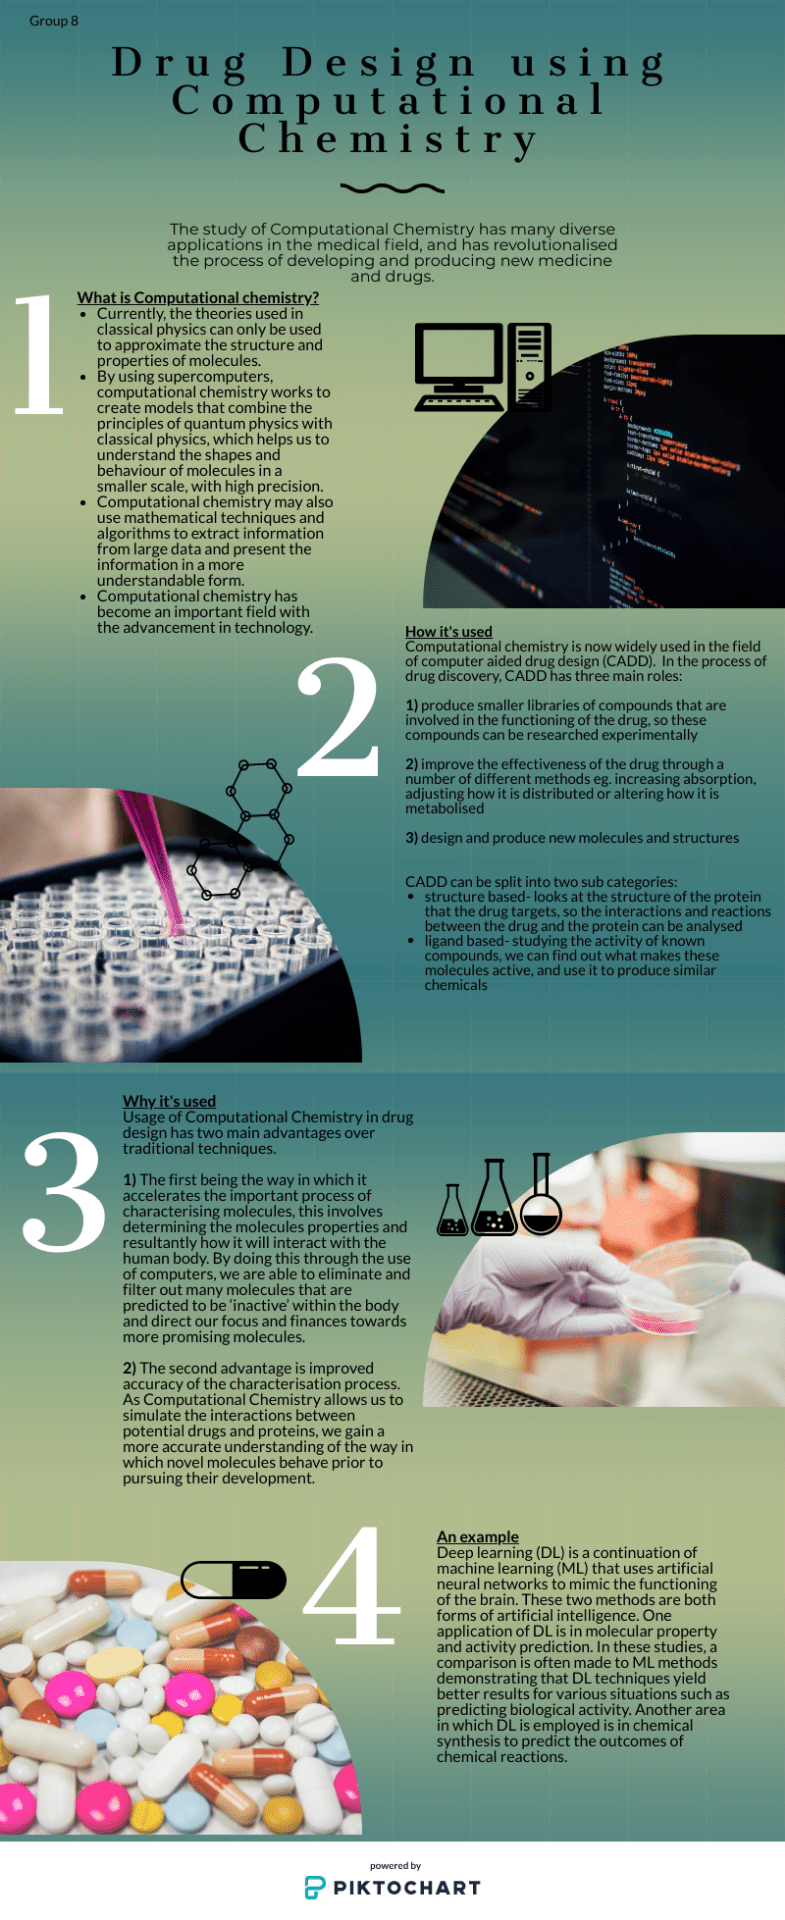 Group 8
Drug Design using
Computational
Chemistry
The study of Computational Chemistry has many diverse
applications in the medical field, and has revolutionalised
the process of developing and producing new medicine
and drugs.
1
What is Computational chemistry?
• Currently, the theories used in
classical physics can only be used
to approximate the structure and
properties of molecules.
• By using supercomputers,
computational chemistry works to
create models that combine the
principles of quantum physics with
classical physics, which helps us to
understand the shapes and
behaviour of molecules in a
smaller scale, with high precision.
• Computational chemistry may also
use mathematical techniques and
algorithms to extract information
from large data and present the
information in a more
understandable form.
• Computational chemistry has
become an important field with
the advancement in technology.
2
How it's used
Computational chemistry is now widely used in the field
of computer aided drug design (CADD). In the process of
drug discovery, CADD has three main roles:
1) produce smaller libraries of compounds that are
involved in the functioning of the drug, so these
compounds can be researched experimentally
2) improve the effectiveness of the drug through a
number of different methods eg. increasing absorption,
adjusting how it is distributed or altering how it is
metabolised
3) design and produce new molecules and structures
CADD can be split into two sub categories:
• structure based- looks at the structure of the protein
that the drug targets, so the interactions and reactions
between the drug and the protein can be analysed
• ligand based- studying the activity of known
compounds, we can find out what makes these
molecules active, and use it to produce similar
chemicals
3
Why it's used
Usage of Computational Chemistry in drug
design has two main advantages over
traditional techniques.
1) The first being the way in which it
accelerates the important process of
characterising molecules, this involves
determining the molecules properties and
resultantly how it will interact with the
human body. By doing this through the use
of computers, we are able to eliminate and
filter out many molecules that are
predicted to be ‘inactive’ within the body
and direct our focus and finances towards
more promising molecules.
2) The second advantage is improved
accuracy of the characterisation process.
As Computational Chemistry allows us to
simulate the interactions between
potential drugs and proteins, we gain a
more accurate understanding of the way in
which novel molecules behave prior to
pursuing their development.
4
An example
Deep learning (DL) is a continuation of
machine learning (ML) that uses artificial
neural networks to mimic the functioning
of the brain. These two methods are both
forms of artificial intelligence. One
application of DL is in molecular property
and activity prediction. In these studies, a
comparison is often made to ML methods
demonstrating that DL techniques yield
better results for various situations such as
predicting biological activity. Another area
in which DL is employed is in chemical
synthesis to predict the outcomes of
chemical reactions.
powered by
PIKTOCHART